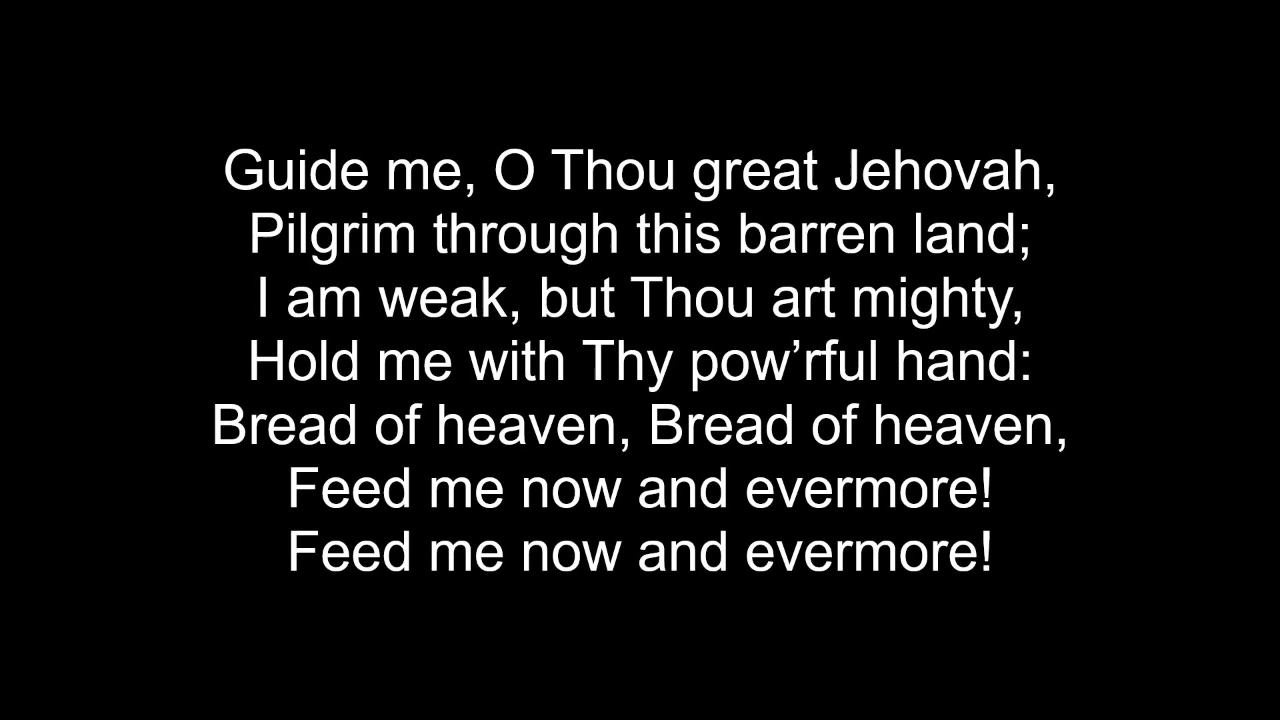 Guide me, O Thou great Jehovah,
Pilgrim through this barren land;
I am weak, but Thou art mighty,
Hold me with Thy pow’rful hand:
Bread of heaven, Bread of heaven,
Feed me now and evermore!
Feed me now and evermore!